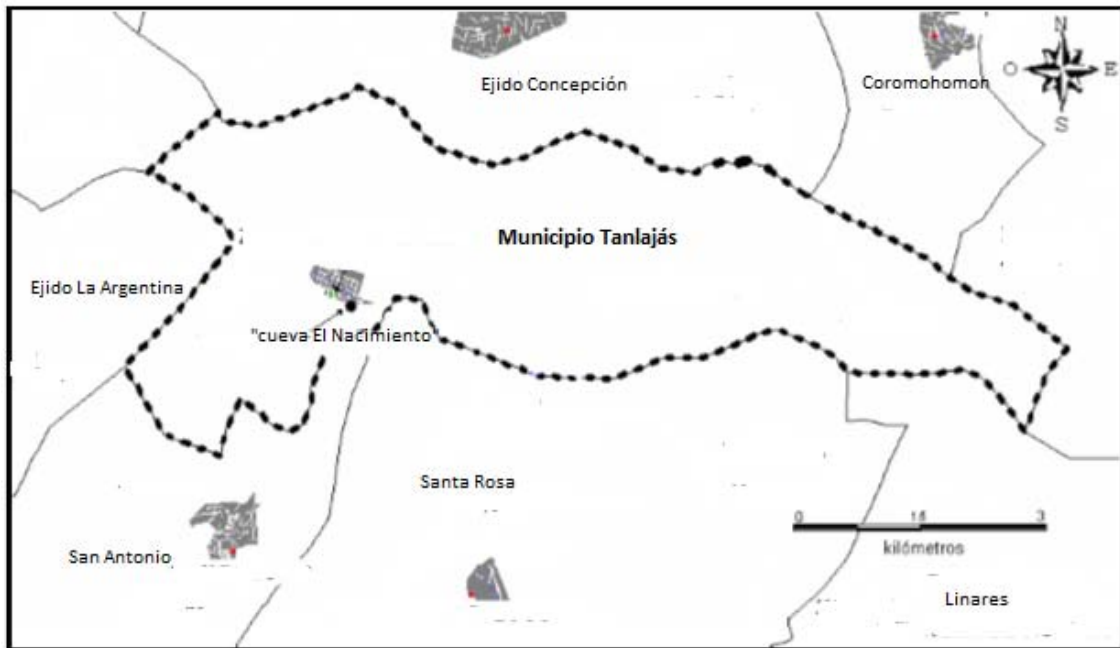 N
Ejido Concepción
Coromohomon
O
E
S
Municipio Tanlajás
Ejido La Argentina
"cueva El Nacimiento"
Santa Rosa
0 1.5 3
kilómetros
San Antonio
Linares